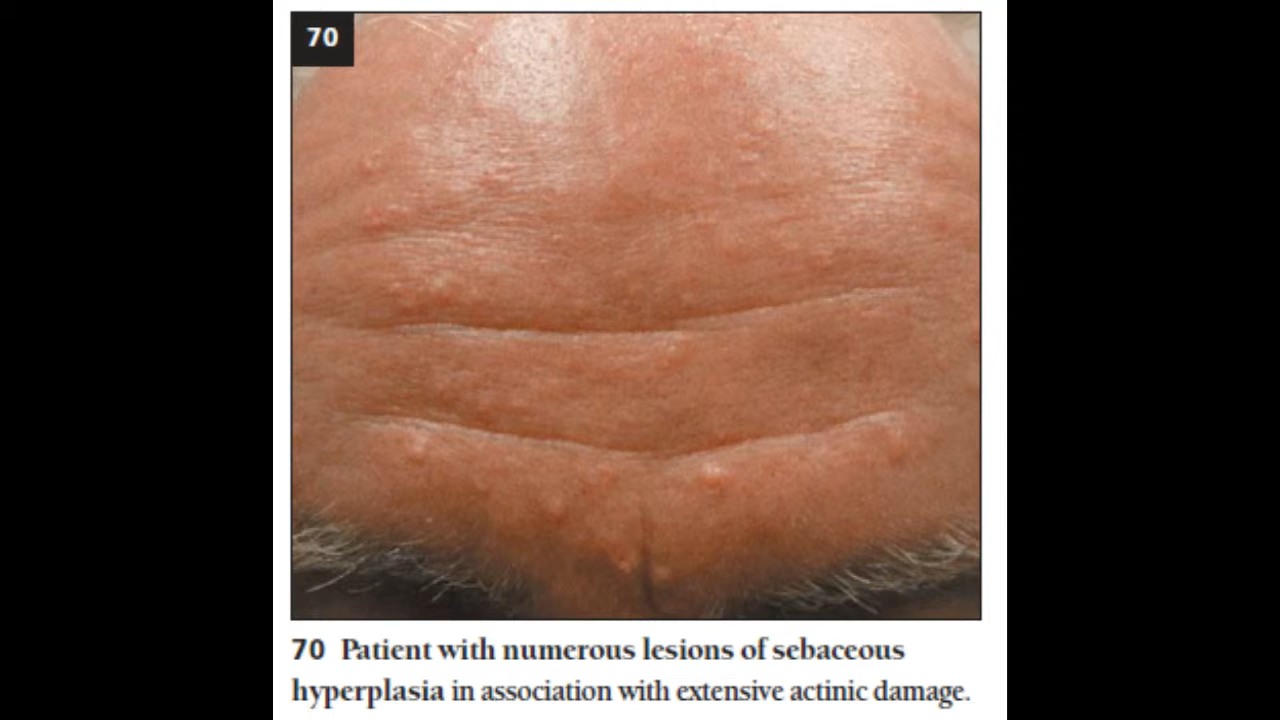 70
70 Patient with numerous lesions of sebaceous
hyperplasia in association with extensive actinic damage.